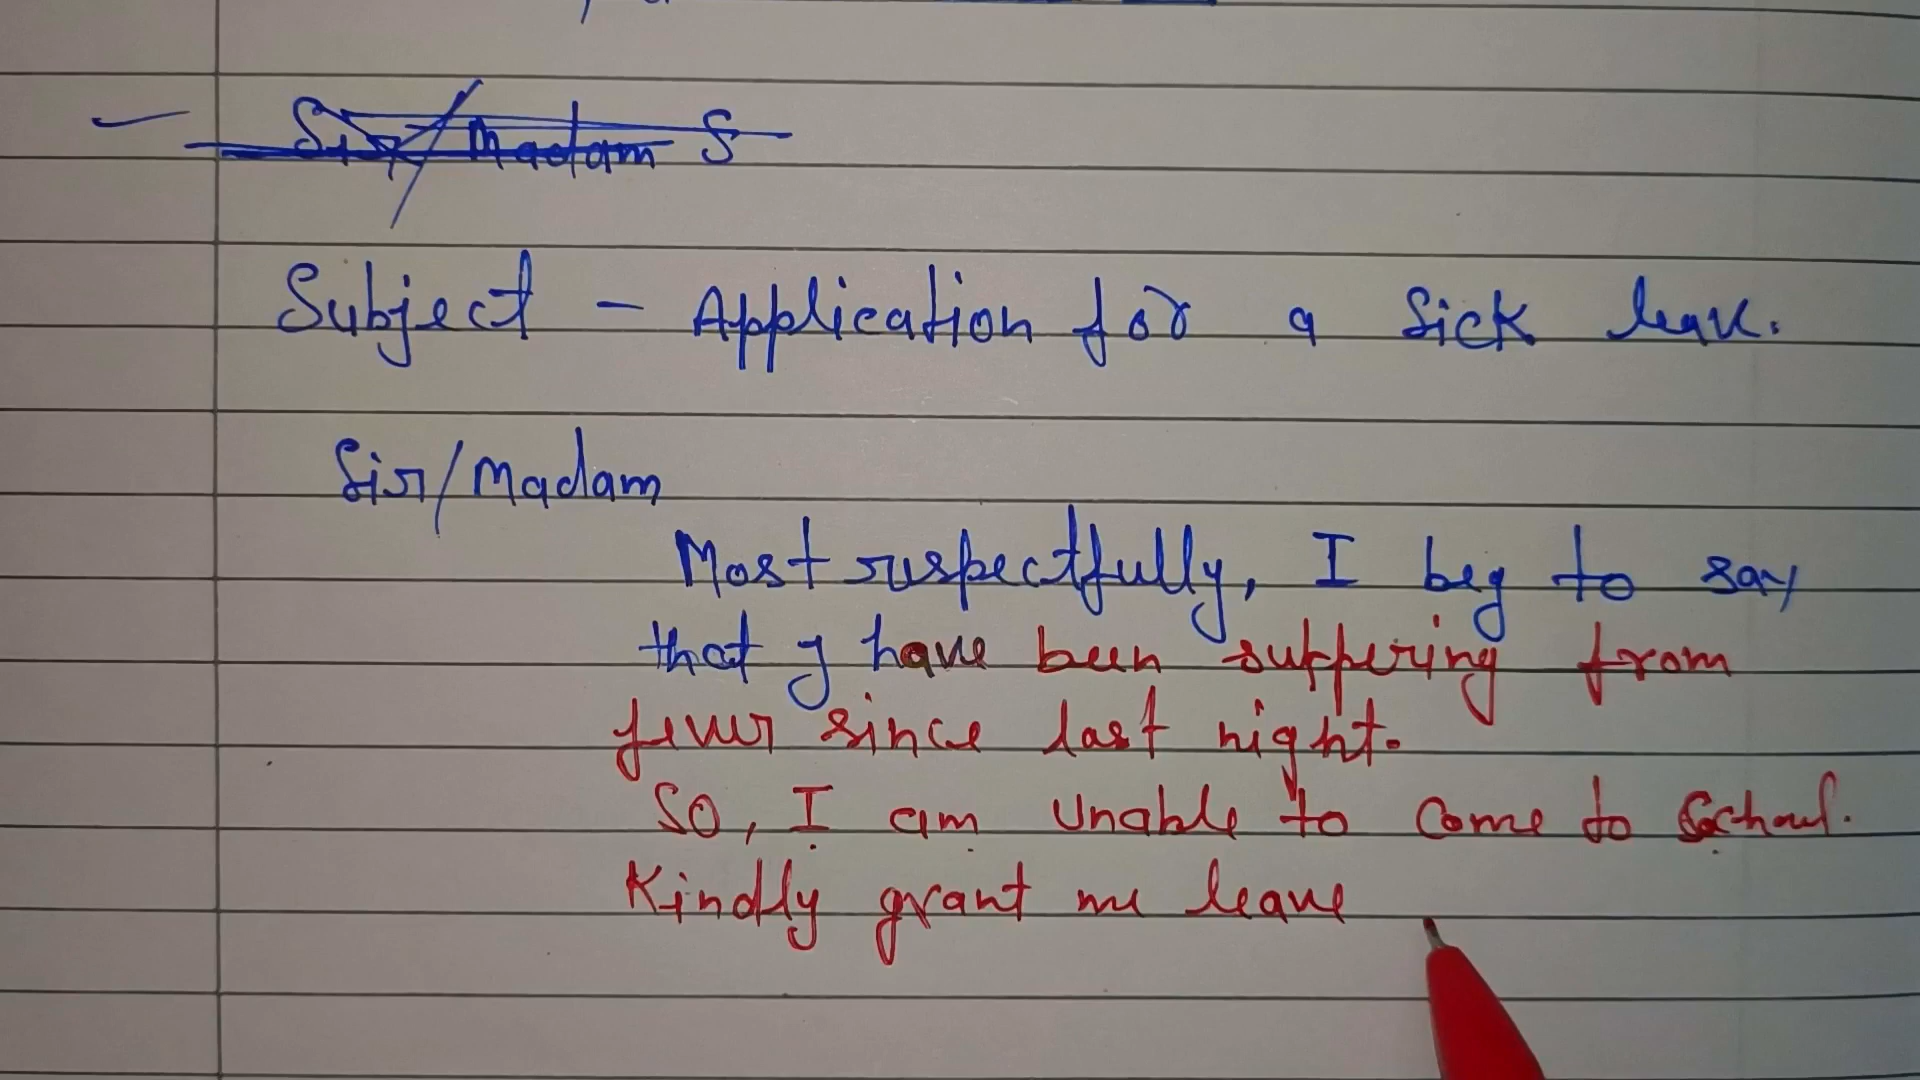 Sir/Madam S
Subject - Application for a Sick leave.
Sir/Madam
Most respectfully, I beg to say
that I have been suffering from
fever since last night.
So, I am unable to come to School.
Kindly grant me leave